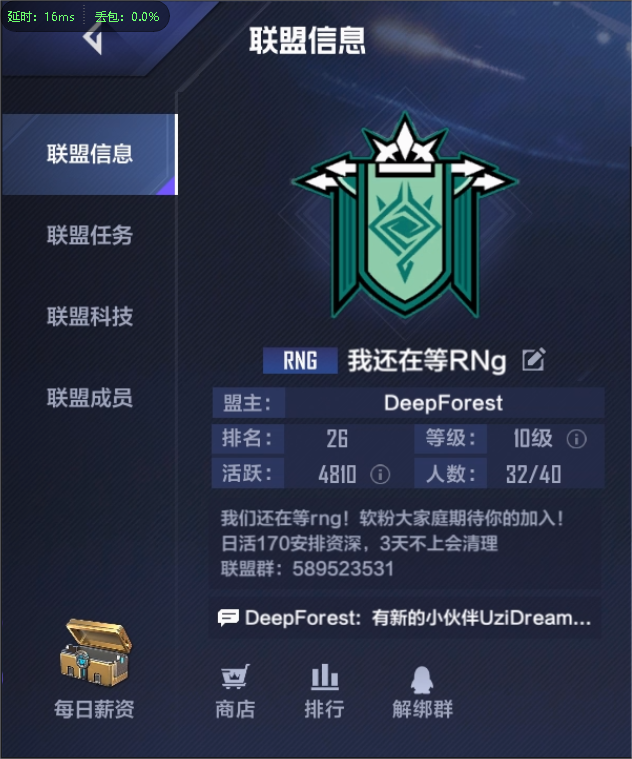 延时：16ms 丢包：0.0%
联盟信息
联盟信息
联盟任务
联盟科技
联盟成员
RNG 我还在等RNg
盟主： DeepForest
排名： 26 等级： 10级
活跃： 4810 人数： 32/40
我们还在等rng！软粉大家庭期待你的加入！
日活170安排资深，3天不上会清理
联盟群：589523531
DeepForest: 有新的小伙伴UziDream...
每日薪资
商店 排行 解绑群